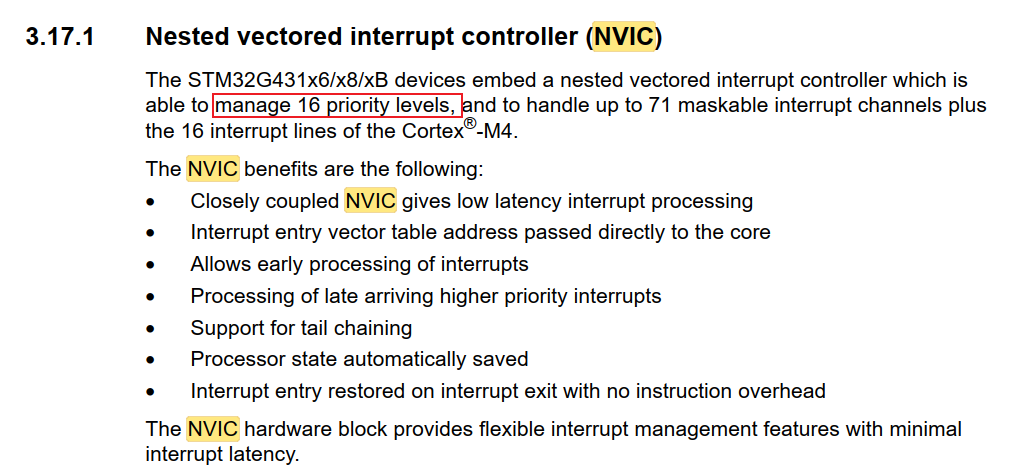 3.17.1 Nested vectored interrupt controller (NVIC)
The STM32G431x6/x8/xB devices embed a nested vectored interrupt controller which is
able to manage 16 priority levels, and to handle up to 71 maskable interrupt channels plus
the 16 interrupt lines of the Cortex®-M4.
The NVIC benefits are the following:
• Closely coupled NVIC gives low latency interrupt processing
• Interrupt entry vector table address passed directly to the core
• Allows early processing of interrupts
• Processing of late arriving higher priority interrupts
• Support for tail chaining
• Processor state automatically saved
• Interrupt entry restored on interrupt exit with no instruction overhead
The NVIC hardware block provides flexible interrupt management features with minimal
interrupt latency.